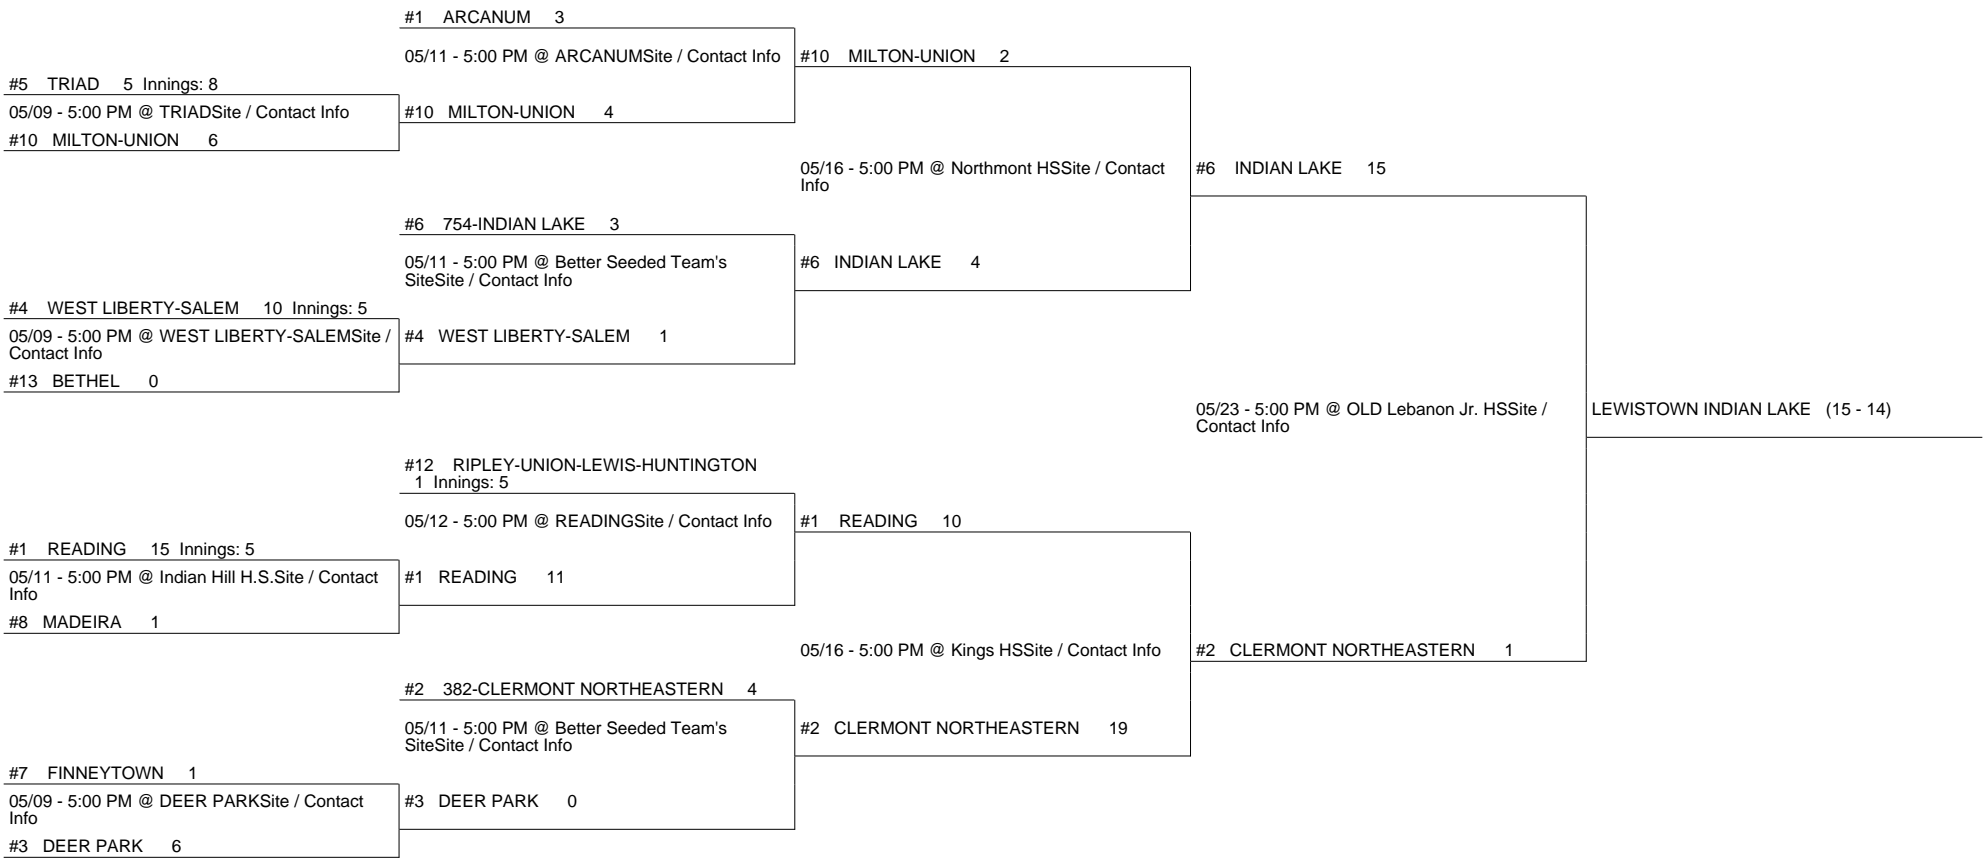 #1 ARCANUM 3
05/11 - 5:00 PM @ ARCANUMSite / Contact Info
#10 MILTON-UNION 2
#5 TRIAD 5 Innings: 8
05/09 - 5:00 PM @ TRIADSite / Contact Info
#10 MILTON-UNION 4
#10 MILTON-UNION 6
05/16 - 5:00 PM @ Northmont HSSite / Contact
Info
#6 INDIAN LAKE 15
#6 754-INDIAN LAKE 3
05/11 - 5:00 PM @ Better Seeded Team's
SiteSite / Contact Info
#6 INDIAN LAKE 4
#4 WEST LIBERTY-SALEM 10 Innings: 5
05/09 - 5:00 PM @ WEST LIBERTY-SALEMSite /
Contact Info
#4 WEST LIBERTY-SALEM 1
#13 BETHEL 0
05/23 - 5:00 PM @ OLD Lebanon Jr. HSSite /
Contact Info
LEWISTOWN INDIAN LAKE (15 - 14)
#12 RIPLEY-UNION-LEWIS-HUNTINGTON
1 Innings: 5
05/12 - 5:00 PM @ READINGSite / Contact Info
#1 READING 10
#1 READING 15 Innings: 5
05/11 - 5:00 PM @ Indian Hill H.S.Site / Contact
Info
#1 READING 11
#8 MADEIRA 1
05/16 - 5:00 PM @ Kings HSSite / Contact Info
#2 CLERMONT NORTHEASTERN 1
#2 382-CLERMONT NORTHEASTERN 4
05/11 - 5:00 PM @ Better Seeded Team's
SiteSite / Contact Info
#2 CLERMONT NORTHEASTERN 19
#7 FINNEYTOWN 1
05/09 - 5:00 PM @ DEER PARKSite / Contact
Info
#3 DEER PARK 0
#3 DEER PARK 6